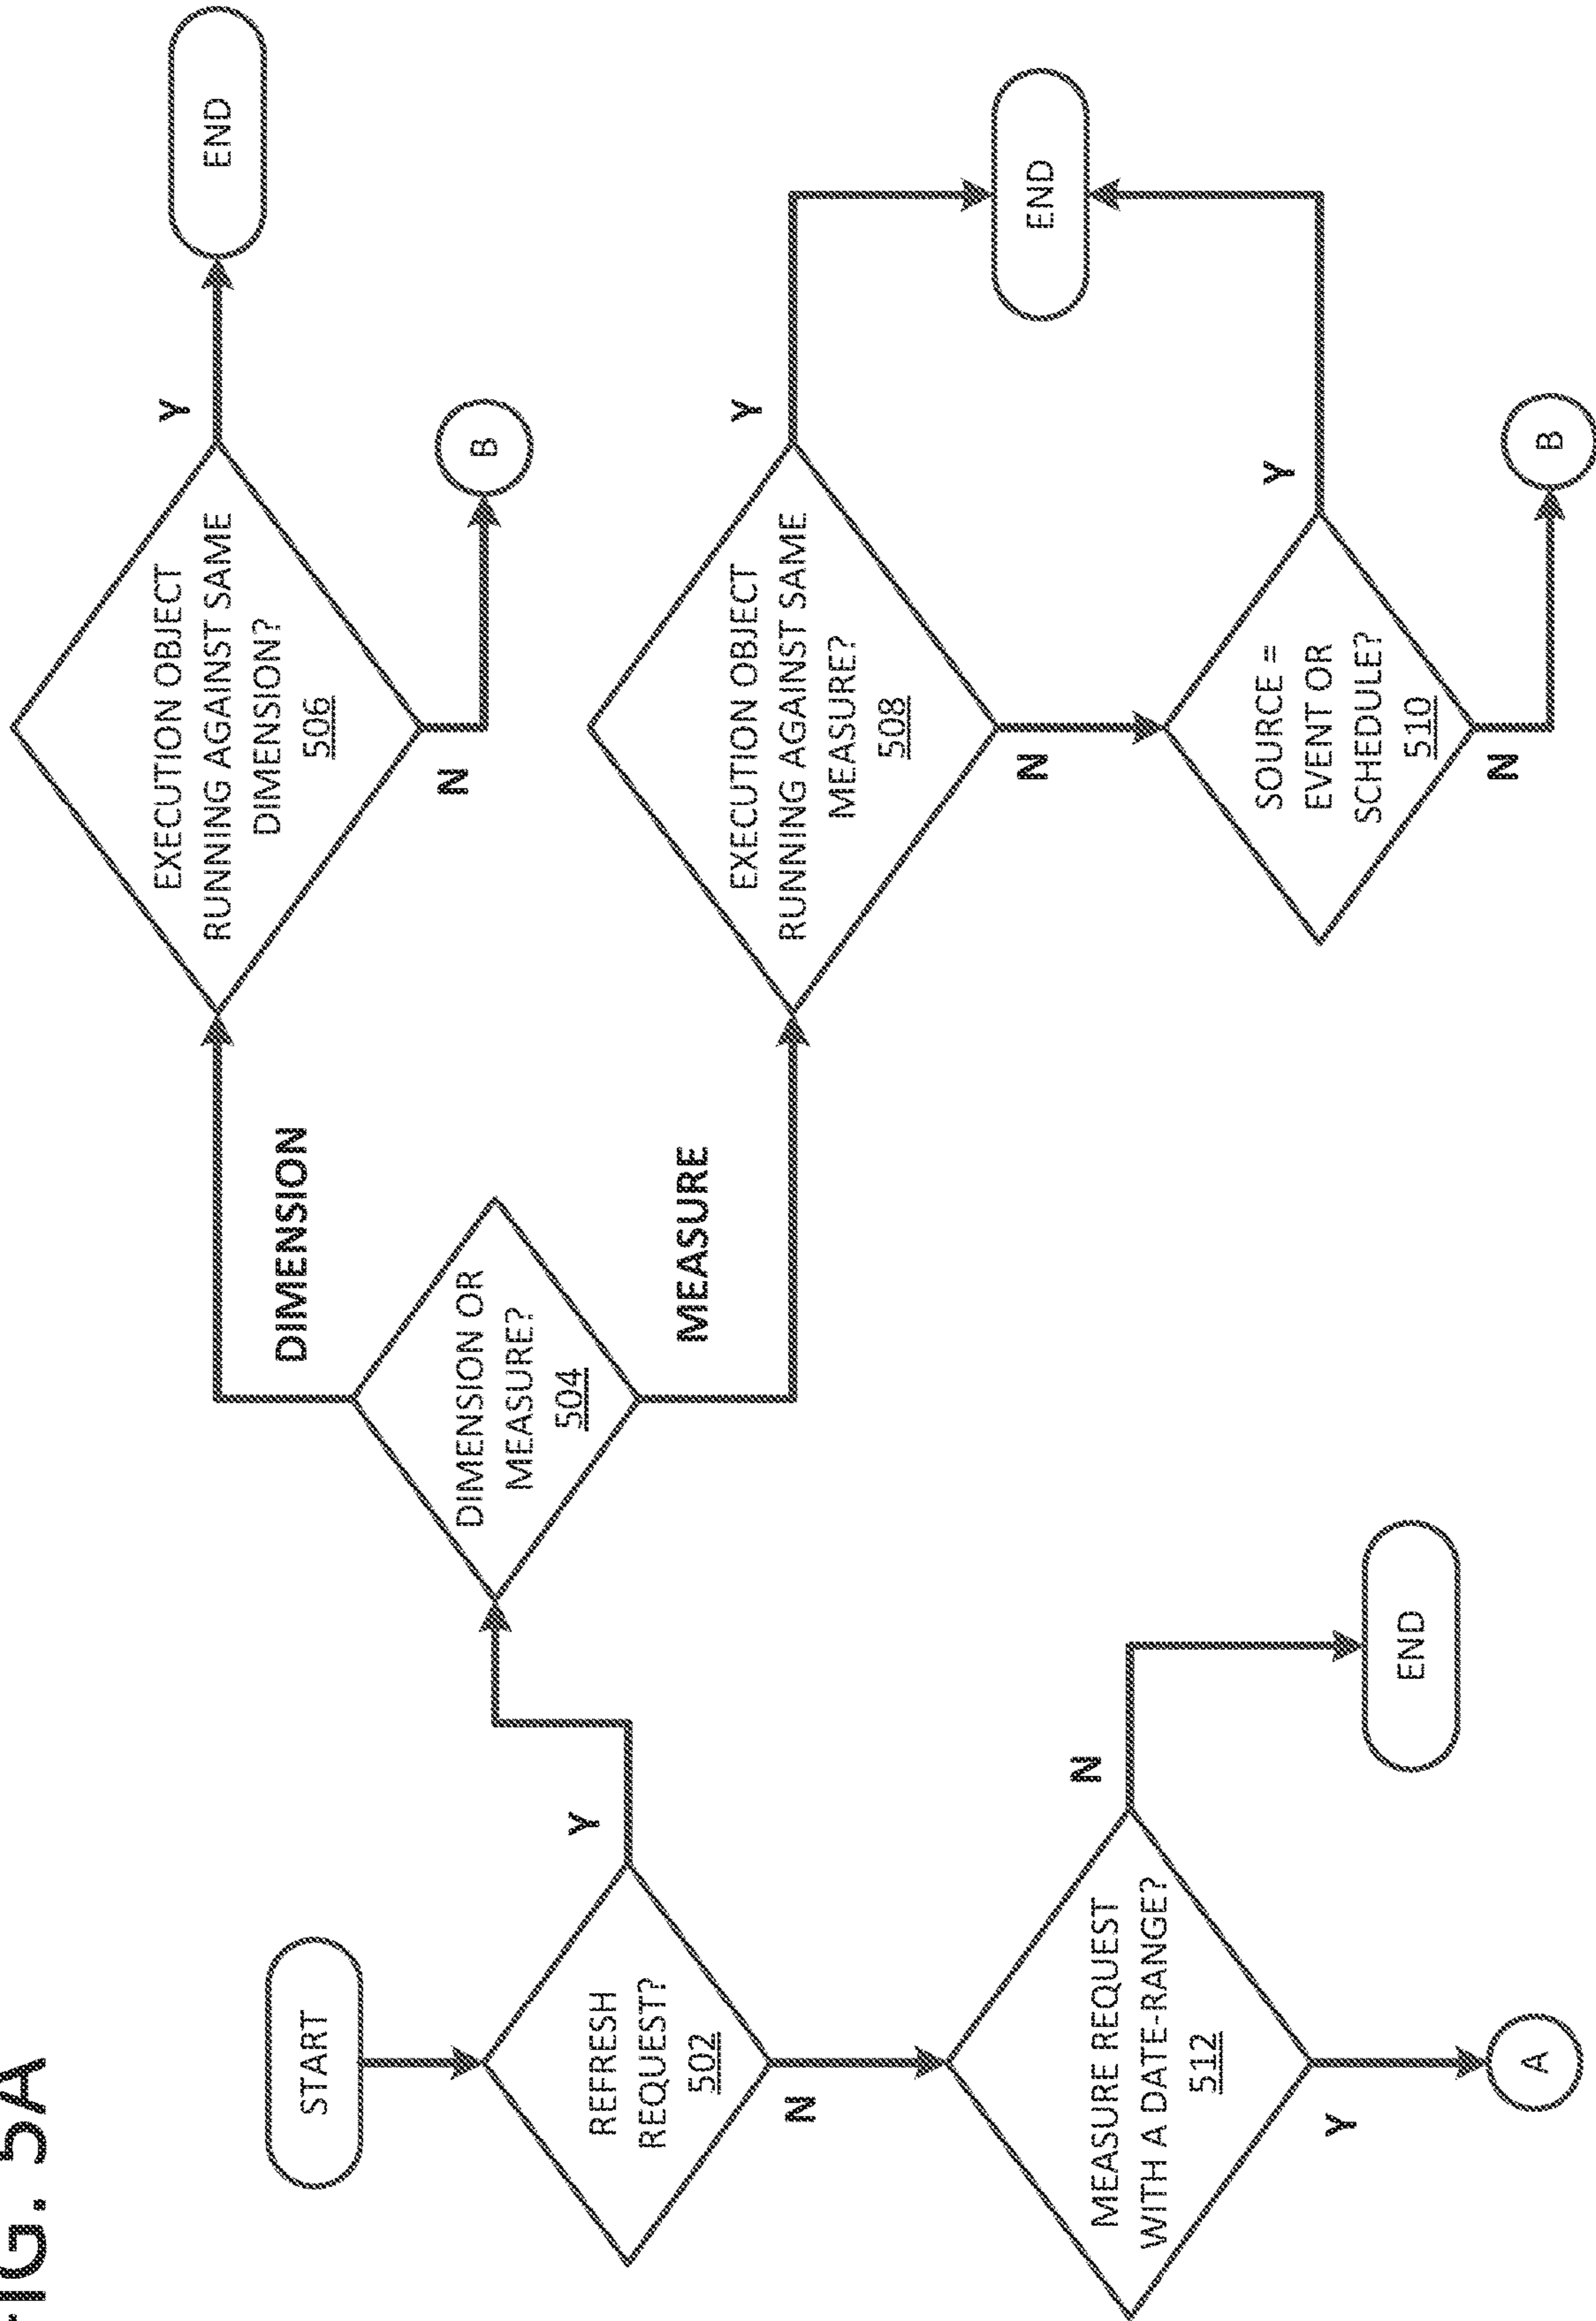 FIG. 5A
START
REFRESH
REQUEST?
502
Y
N
MEASURE REQUEST
WITH A DATE-RANGE?
512
N
END
Y
A
DIMENSION OR
MEASURE?
504
DIMENSION
MEASURE
EXECUTION OBJECT
RUNNING AGAINST SAME
DIMENSION?
506
Y
END
N
B
EXECUTION OBJECT
RUNNING AGAINST SAME
MEASURE?
508
Y
END
N
SOURCE =
EVENT OR
SCHEDULE?
510
Y
N
B